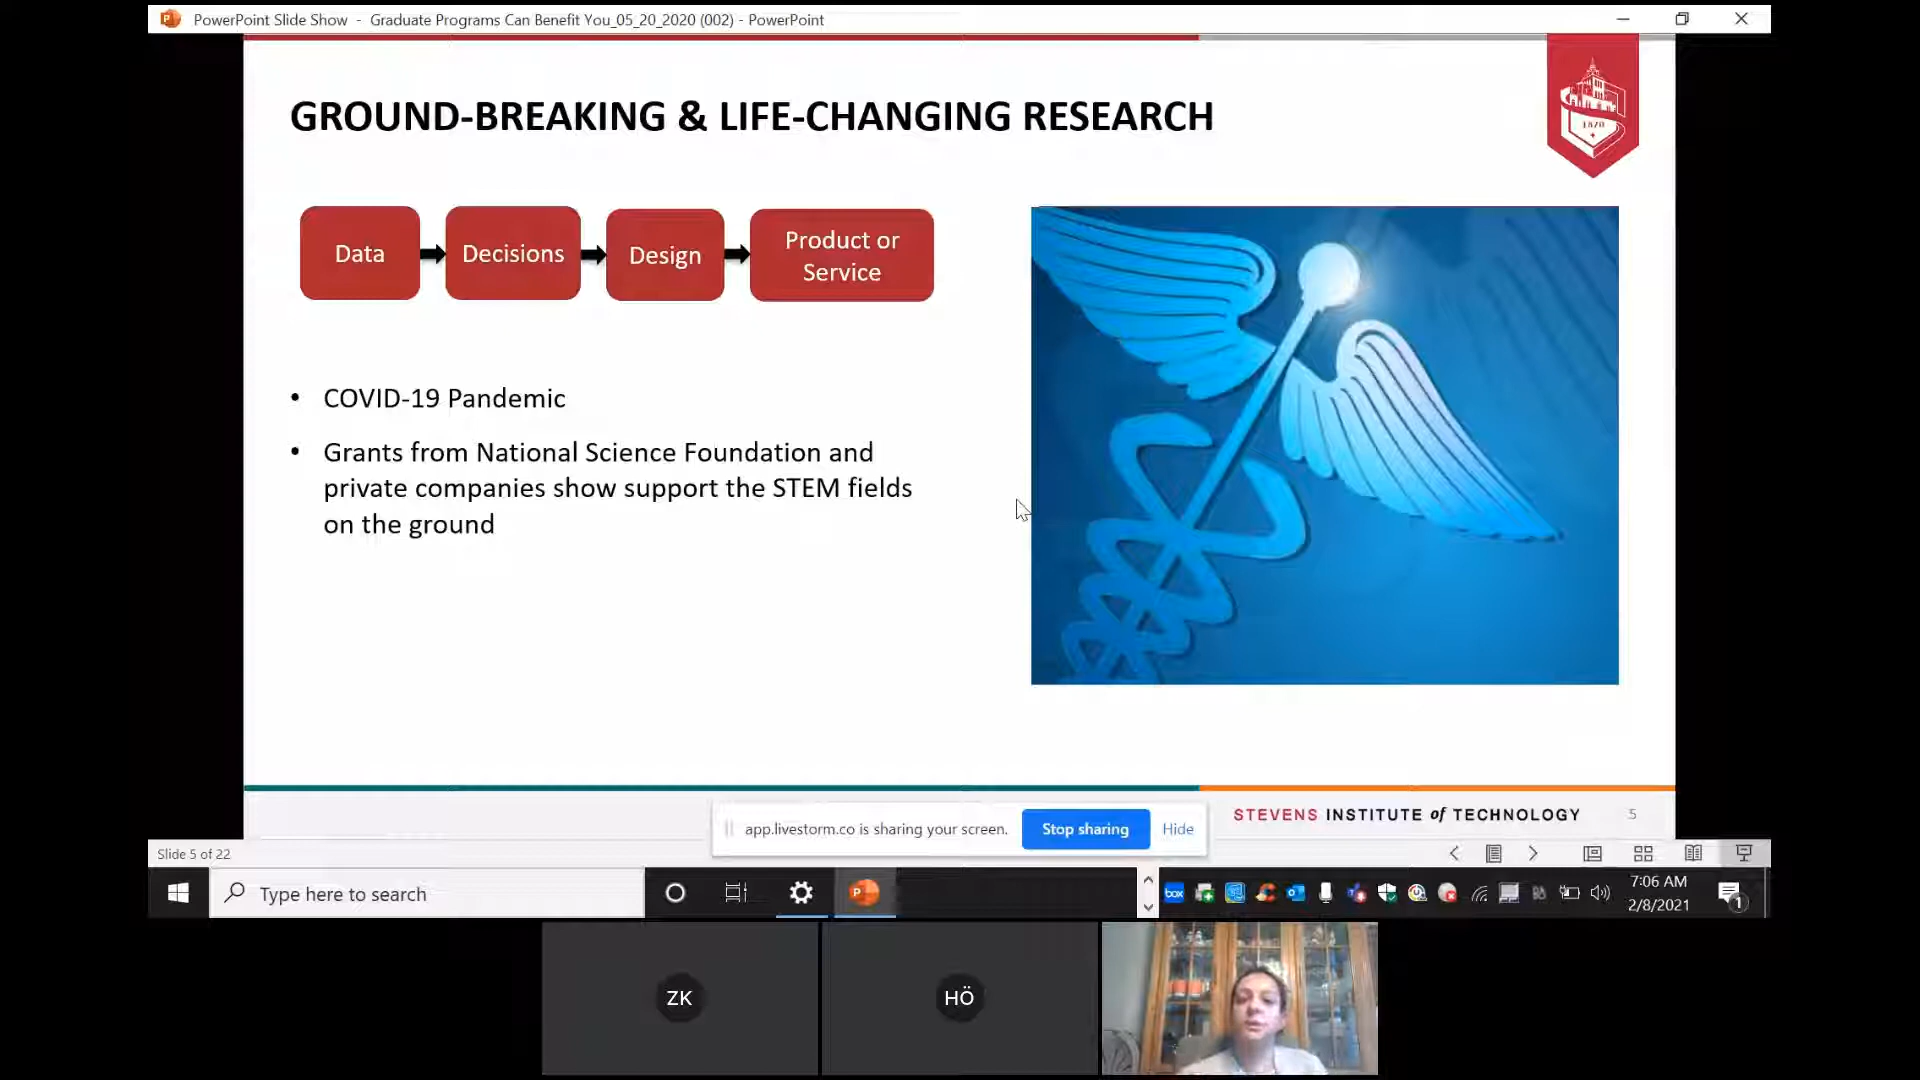 PowerPoint Slide Show - Graduate Programs Can Benefit You_05_20_2020 (002) - PowerPoint
GROUND-BREAKING & LIFE-CHANGING RESEARCH
1870
Data
Decisions
Design
Product or
Service
• COVID-19 Pandemic
• Grants from National Science Foundation and
private companies show support the STEM fields
on the ground
app.livestorm.co is sharing your screen.
Stop sharing
Hide
STEVENS INSTITUTE of TECHNOLOGY
5
Slide 5 of 22
Type here to search
box
7:06 AM
2/8/2021
1
ZK
HÖ